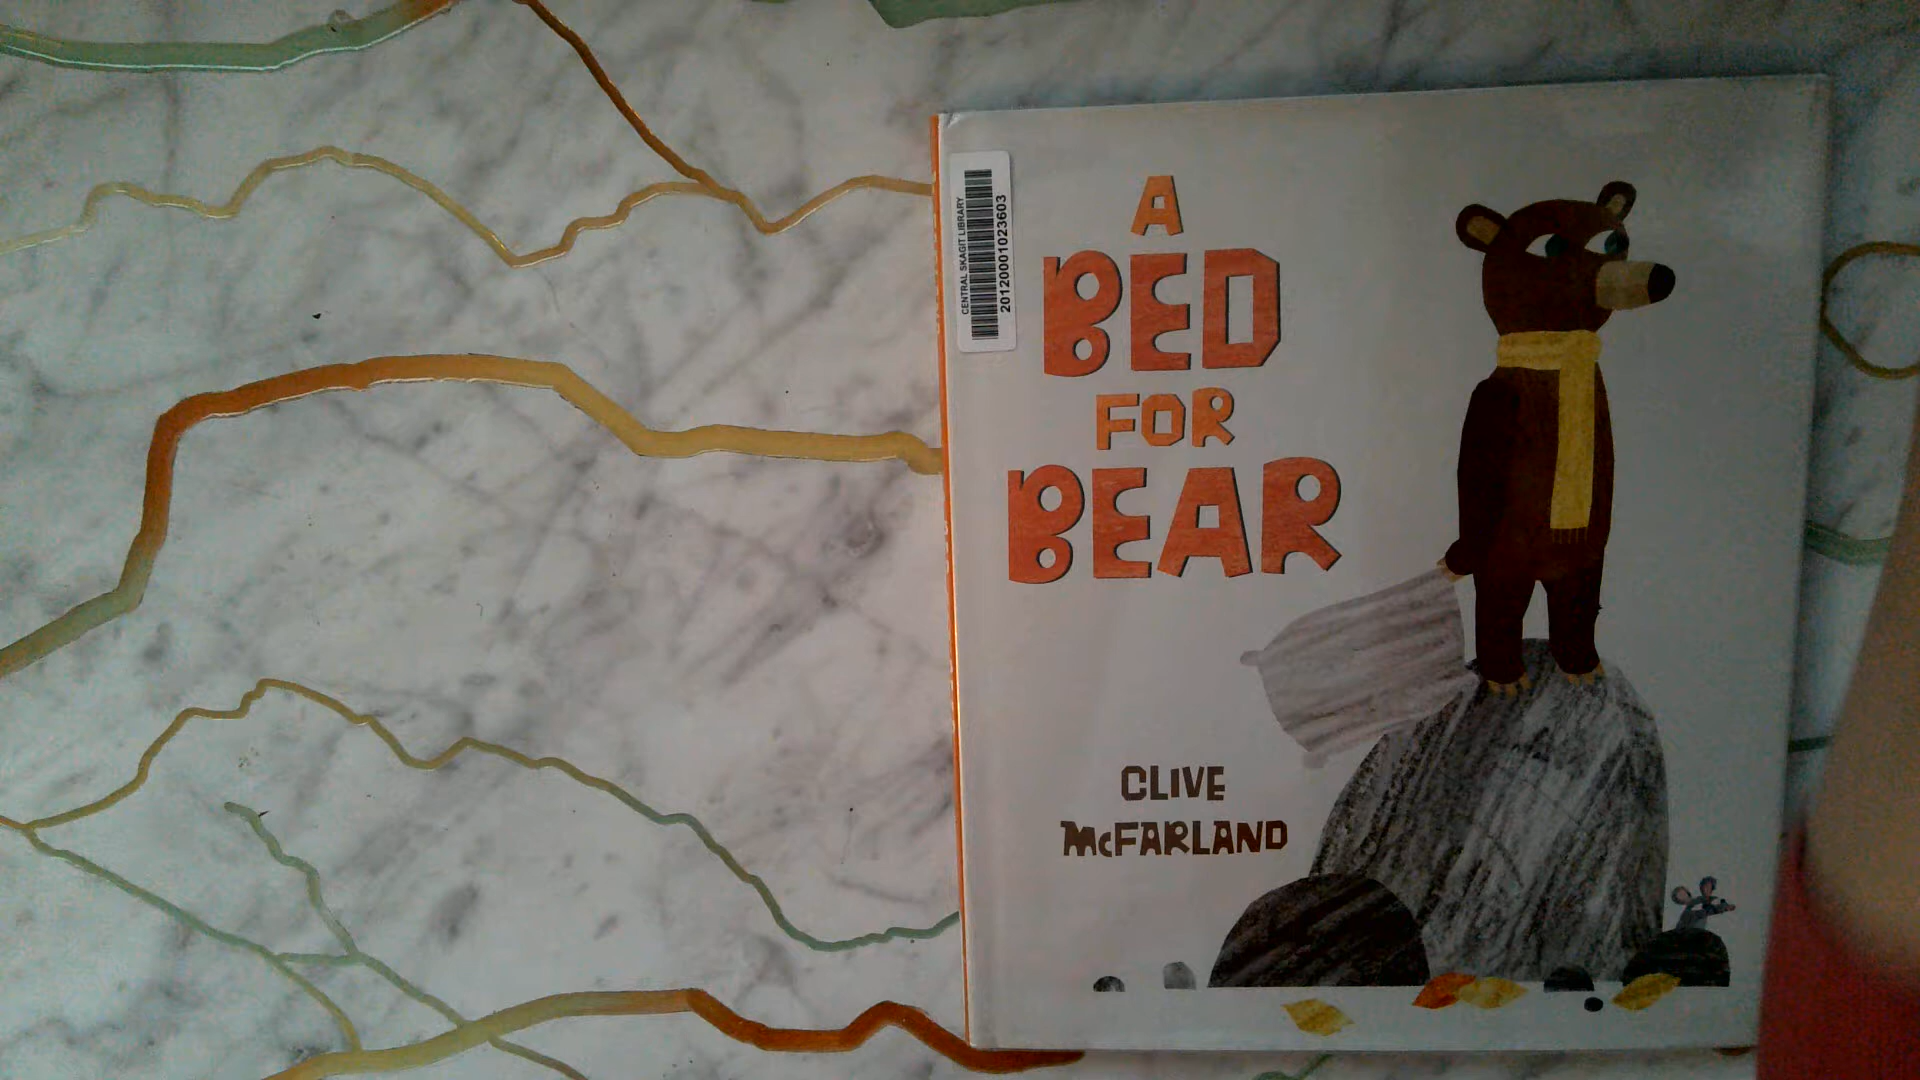 CENTRAL SKAGIT LIBRARY
20120001023603
A
BED
FOR
BEAR
CLIVE
McFARLAND